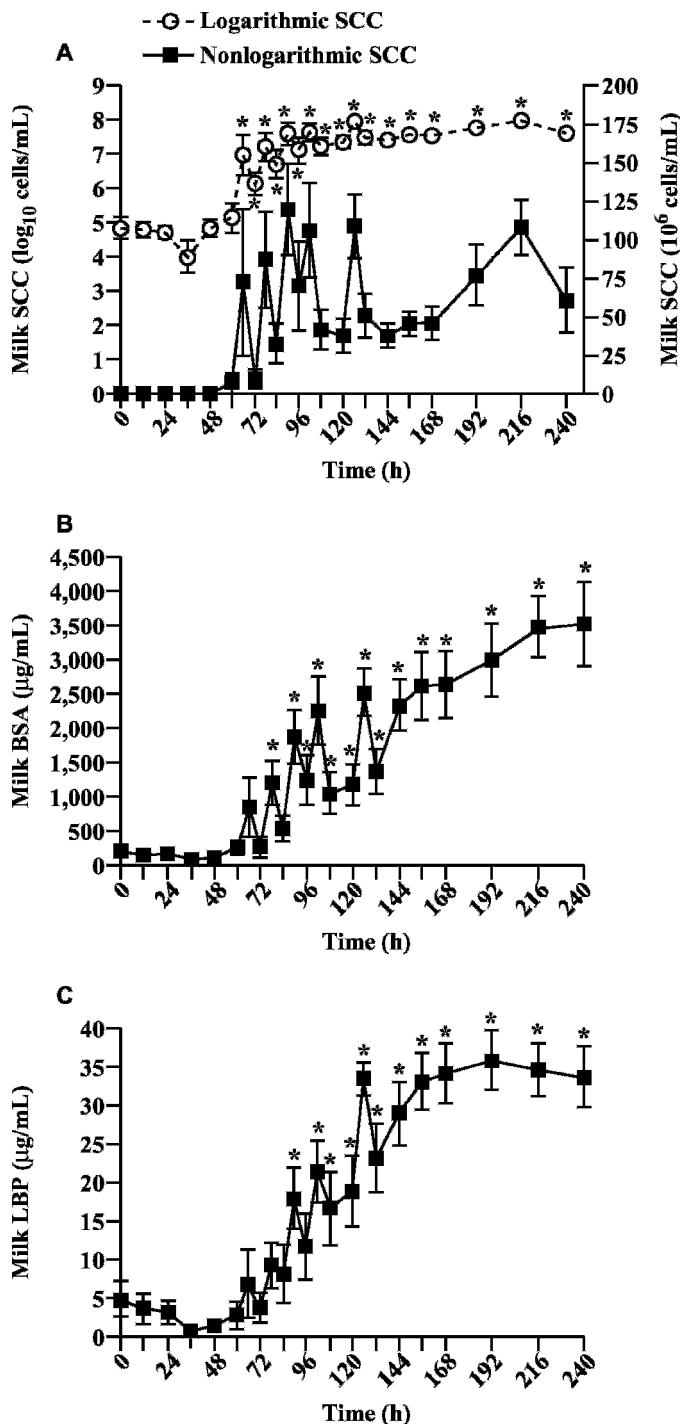 Logarithmic SCC
Nonlogarithmic SCC
A
Milk SCC (log10 cells/mL)
9
8
7
6
5
4
3
2
1
0
200
175
150
125
100
75
50
25
0
Milk SCC (10^6 cells/mL)
* * * * * * * * * * * * * * * *
0 24 48 72 96 120 144 168 192 216 240
Time (h)
B
Milk BSA (µg/mL)
4,500
4,000
3,500
3,000
2,500
2,000
1,500
1,000
500
0
* * * * * * * * * * * * *
0 24 48 72 96 120 144 168 192 216 240
Time (h)
C
Milk LBP (µg/mL)
40
35
30
25
20
15
10
5
0
* * * * * * * * * * * *
0 24 48 72 96 120 144 168 192 216 240
Time (h)